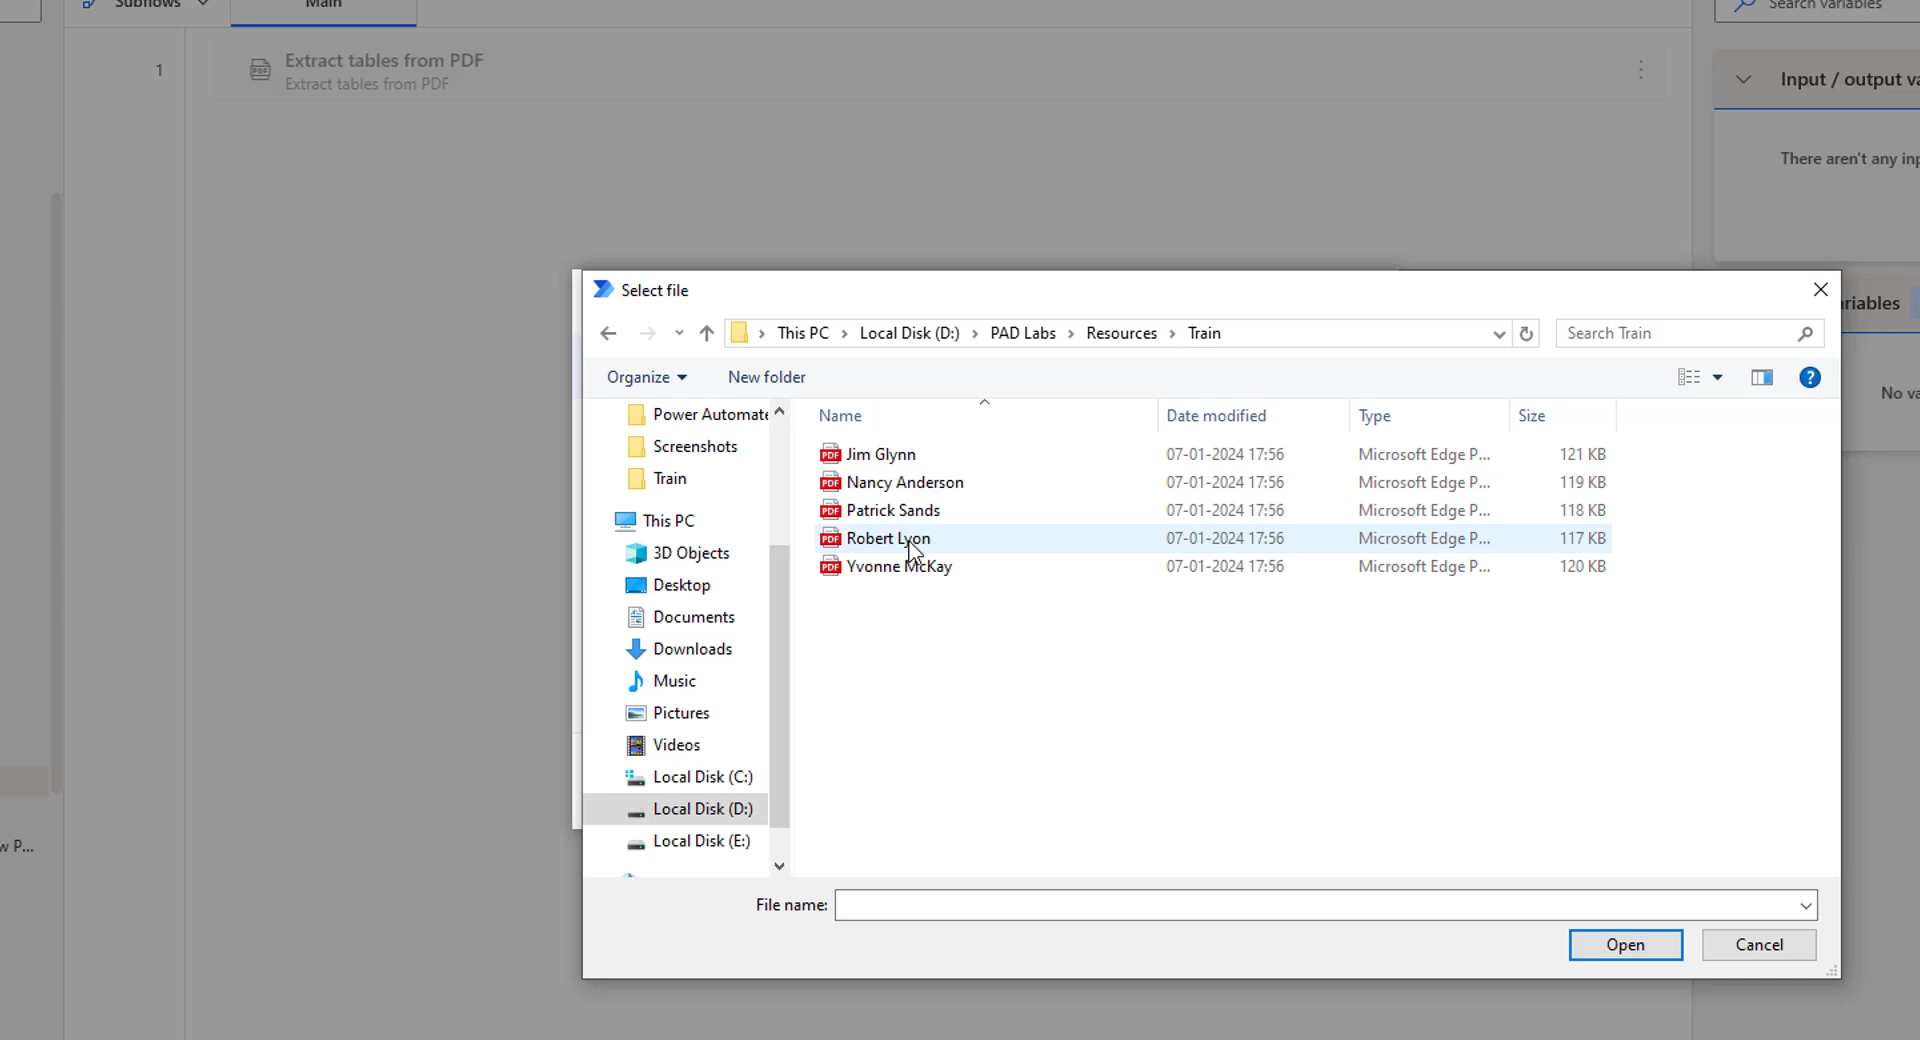 Subflows
Main
Search variables
1
PDF
Extract tables from PDF
Extract tables from PDF
Input / output va
There aren't any inp
riables
No va
w P...
Select file
This PC > Local Disk (D:) > PAD Labs > Resources > Train
Search Train
Organize
New folder
?
Power Automate
Screenshots
Train
This PC
3D Objects
Desktop
Documents
Downloads
Music
Pictures
Videos
Local Disk (C:)
Local Disk (D:)
Local Disk (E:)
Name Date modified Type Size
PDF Jim Glynn 07-01-2024 17:56 Microsoft Edge P... 121 KB
PDF Nancy Anderson 07-01-2024 17:56 Microsoft Edge P... 119 KB
PDF Patrick Sands 07-01-2024 17:56 Microsoft Edge P... 118 KB
PDF Robert Lyon 07-01-2024 17:56 Microsoft Edge P... 117 KB
PDF Yvonne McKay 07-01-2024 17:56 Microsoft Edge P... 120 KB
File name:
Open
Cancel